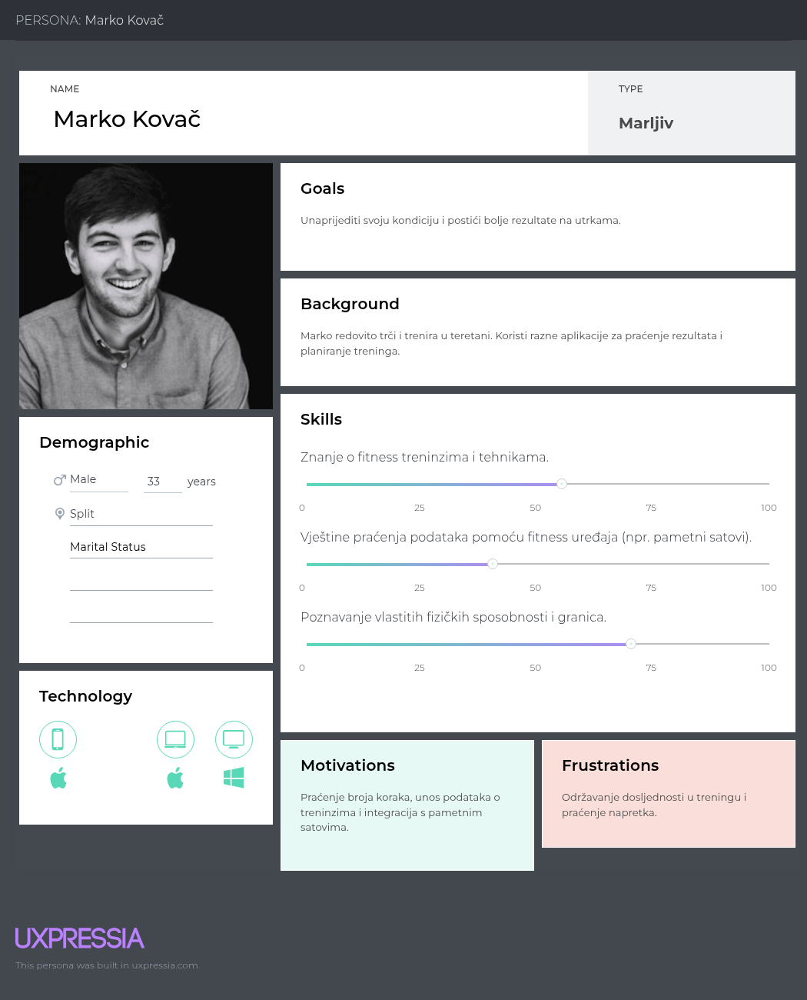 PERSONA: Marko Kovač
NAME
Marko Kovač
TYPE
Marljiv
Goals
Unaprijediti svoju kondiciju i postići bolje rezultate na utrkama.
Background
Marko redovito trči i trenira u teretani. Koristi razne aplikacije za praćenje rezultata i
planiranje treninga.
Demographic
Male 33 years
Split
Marital Status
Technology
Skills
Znanje o fitness treninzima i tehnikama.
0 25 50 75 100
Vještine praćenja podataka pomoću fitness uređaja (npr. pametni satovi).
0 25 50 75 100
Poznavanje vlastitih fizičkih sposobnosti i granica.
0 25 50 75 100
Motivations
Praćenje broja koraka, unos podataka o
treninzima i integracija s pametnim
satovima.
Frustrations
Održavanje dosljednosti u treningu i
praćenje napretka.
UXPRESSIA
This persona was built in uxpressia.com